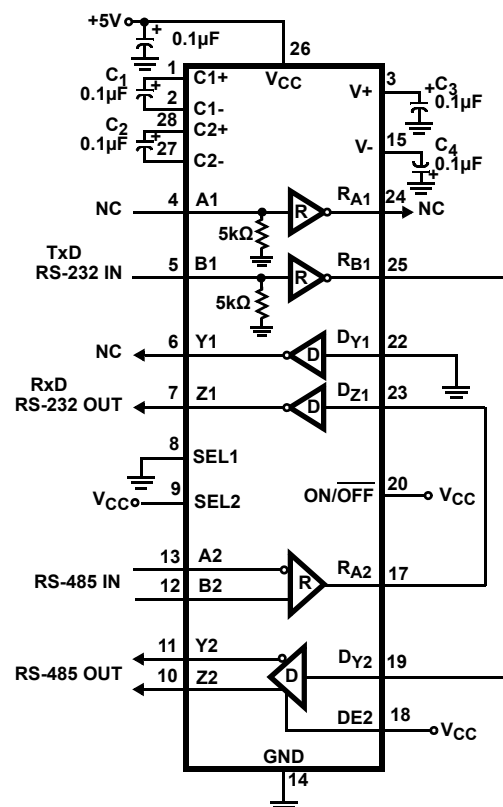 +5V
0.1µF
26
VCC
1
C1+
C1
0.1µF
2
C1-
28
C2+
C2
0.1µF
27
C2-
3
V+
+ C3
0.1µF
15
V-
C4
0.1µF
+
NC
4
A1
R
RA1
24
NC
5kΩ
TxD
RS-232 IN
5
B1
R
RB1
25
5kΩ
NC
6
Y1
D
DY1
22
RxD
RS-232 OUT
7
Z1
D
DZ1
23
8
SEL1
VCC
9
SEL2
ON/OFF
20
VCC
RS-485 IN
13
A2
12
B2
R
RA2
17
RS-485 OUT
11
Y2
10
Z2
D
DY2
19
DE2
18
VCC
GND
14